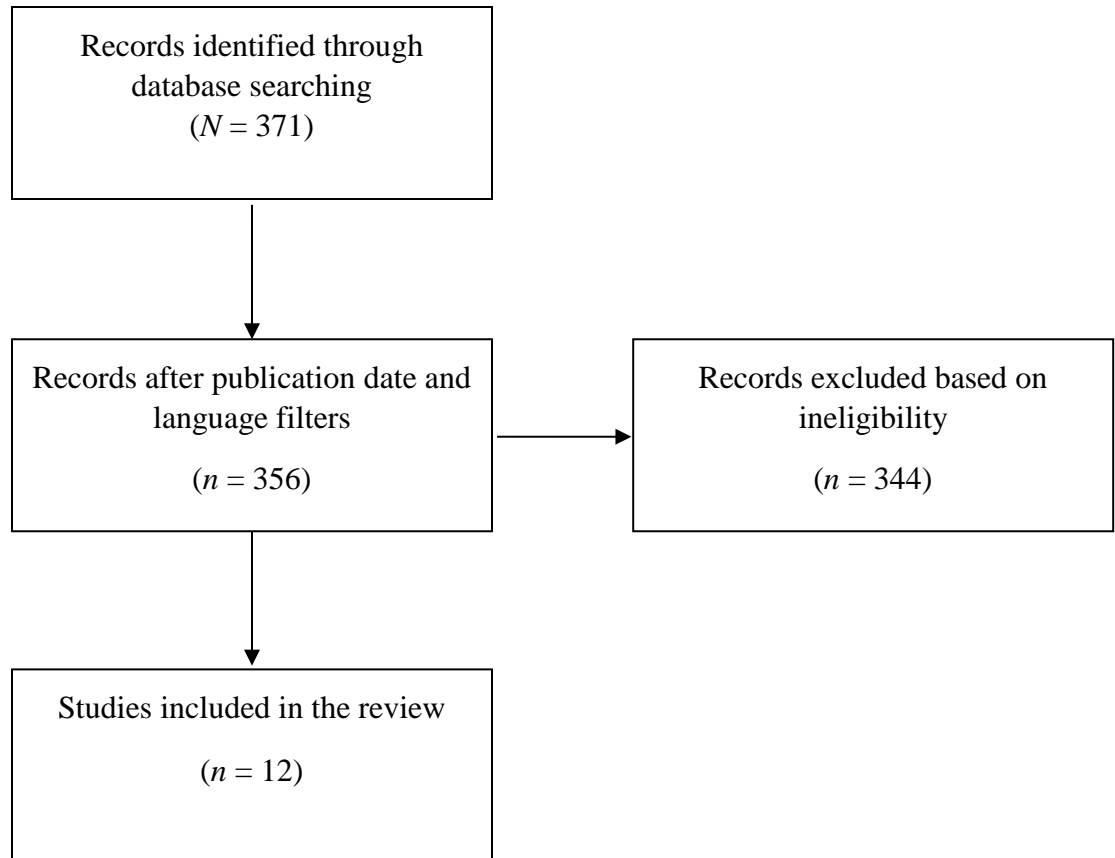 Records identified through
database searching
(N = 371)
Records after publication date and
language filters
(n = 356)
Records excluded based on
ineligibility
(n = 344)
Studies included in the review
(n = 12)